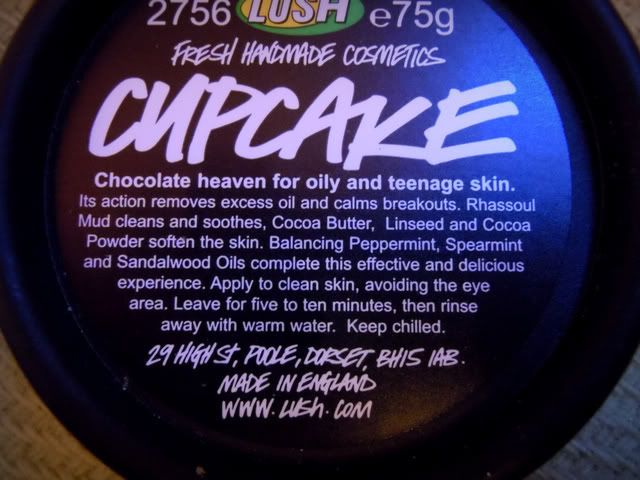 2756 LUSH e75g
FRESH HANDMADE COSMETICS
CUPCAKE
Chocolate heaven for oily and teenage skin.
Its action removes excess oil and calms breakouts. Rhassoul
Mud cleans and soothes, Cocoa Butter, Linseed and Cocoa
Powder soften the skin. Balancing Peppermint, Spearmint
and Sandalwood Oils complete this effective and delicious
experience. Apply to clean skin, avoiding the eye
area. Leave for five to ten minutes, then rinse
away with warm water. Keep chilled.
29 HIGH St, POOLE, DORSET, BH15 1AB.
MADE IN ENGLAND
WWW.LUSH.COM